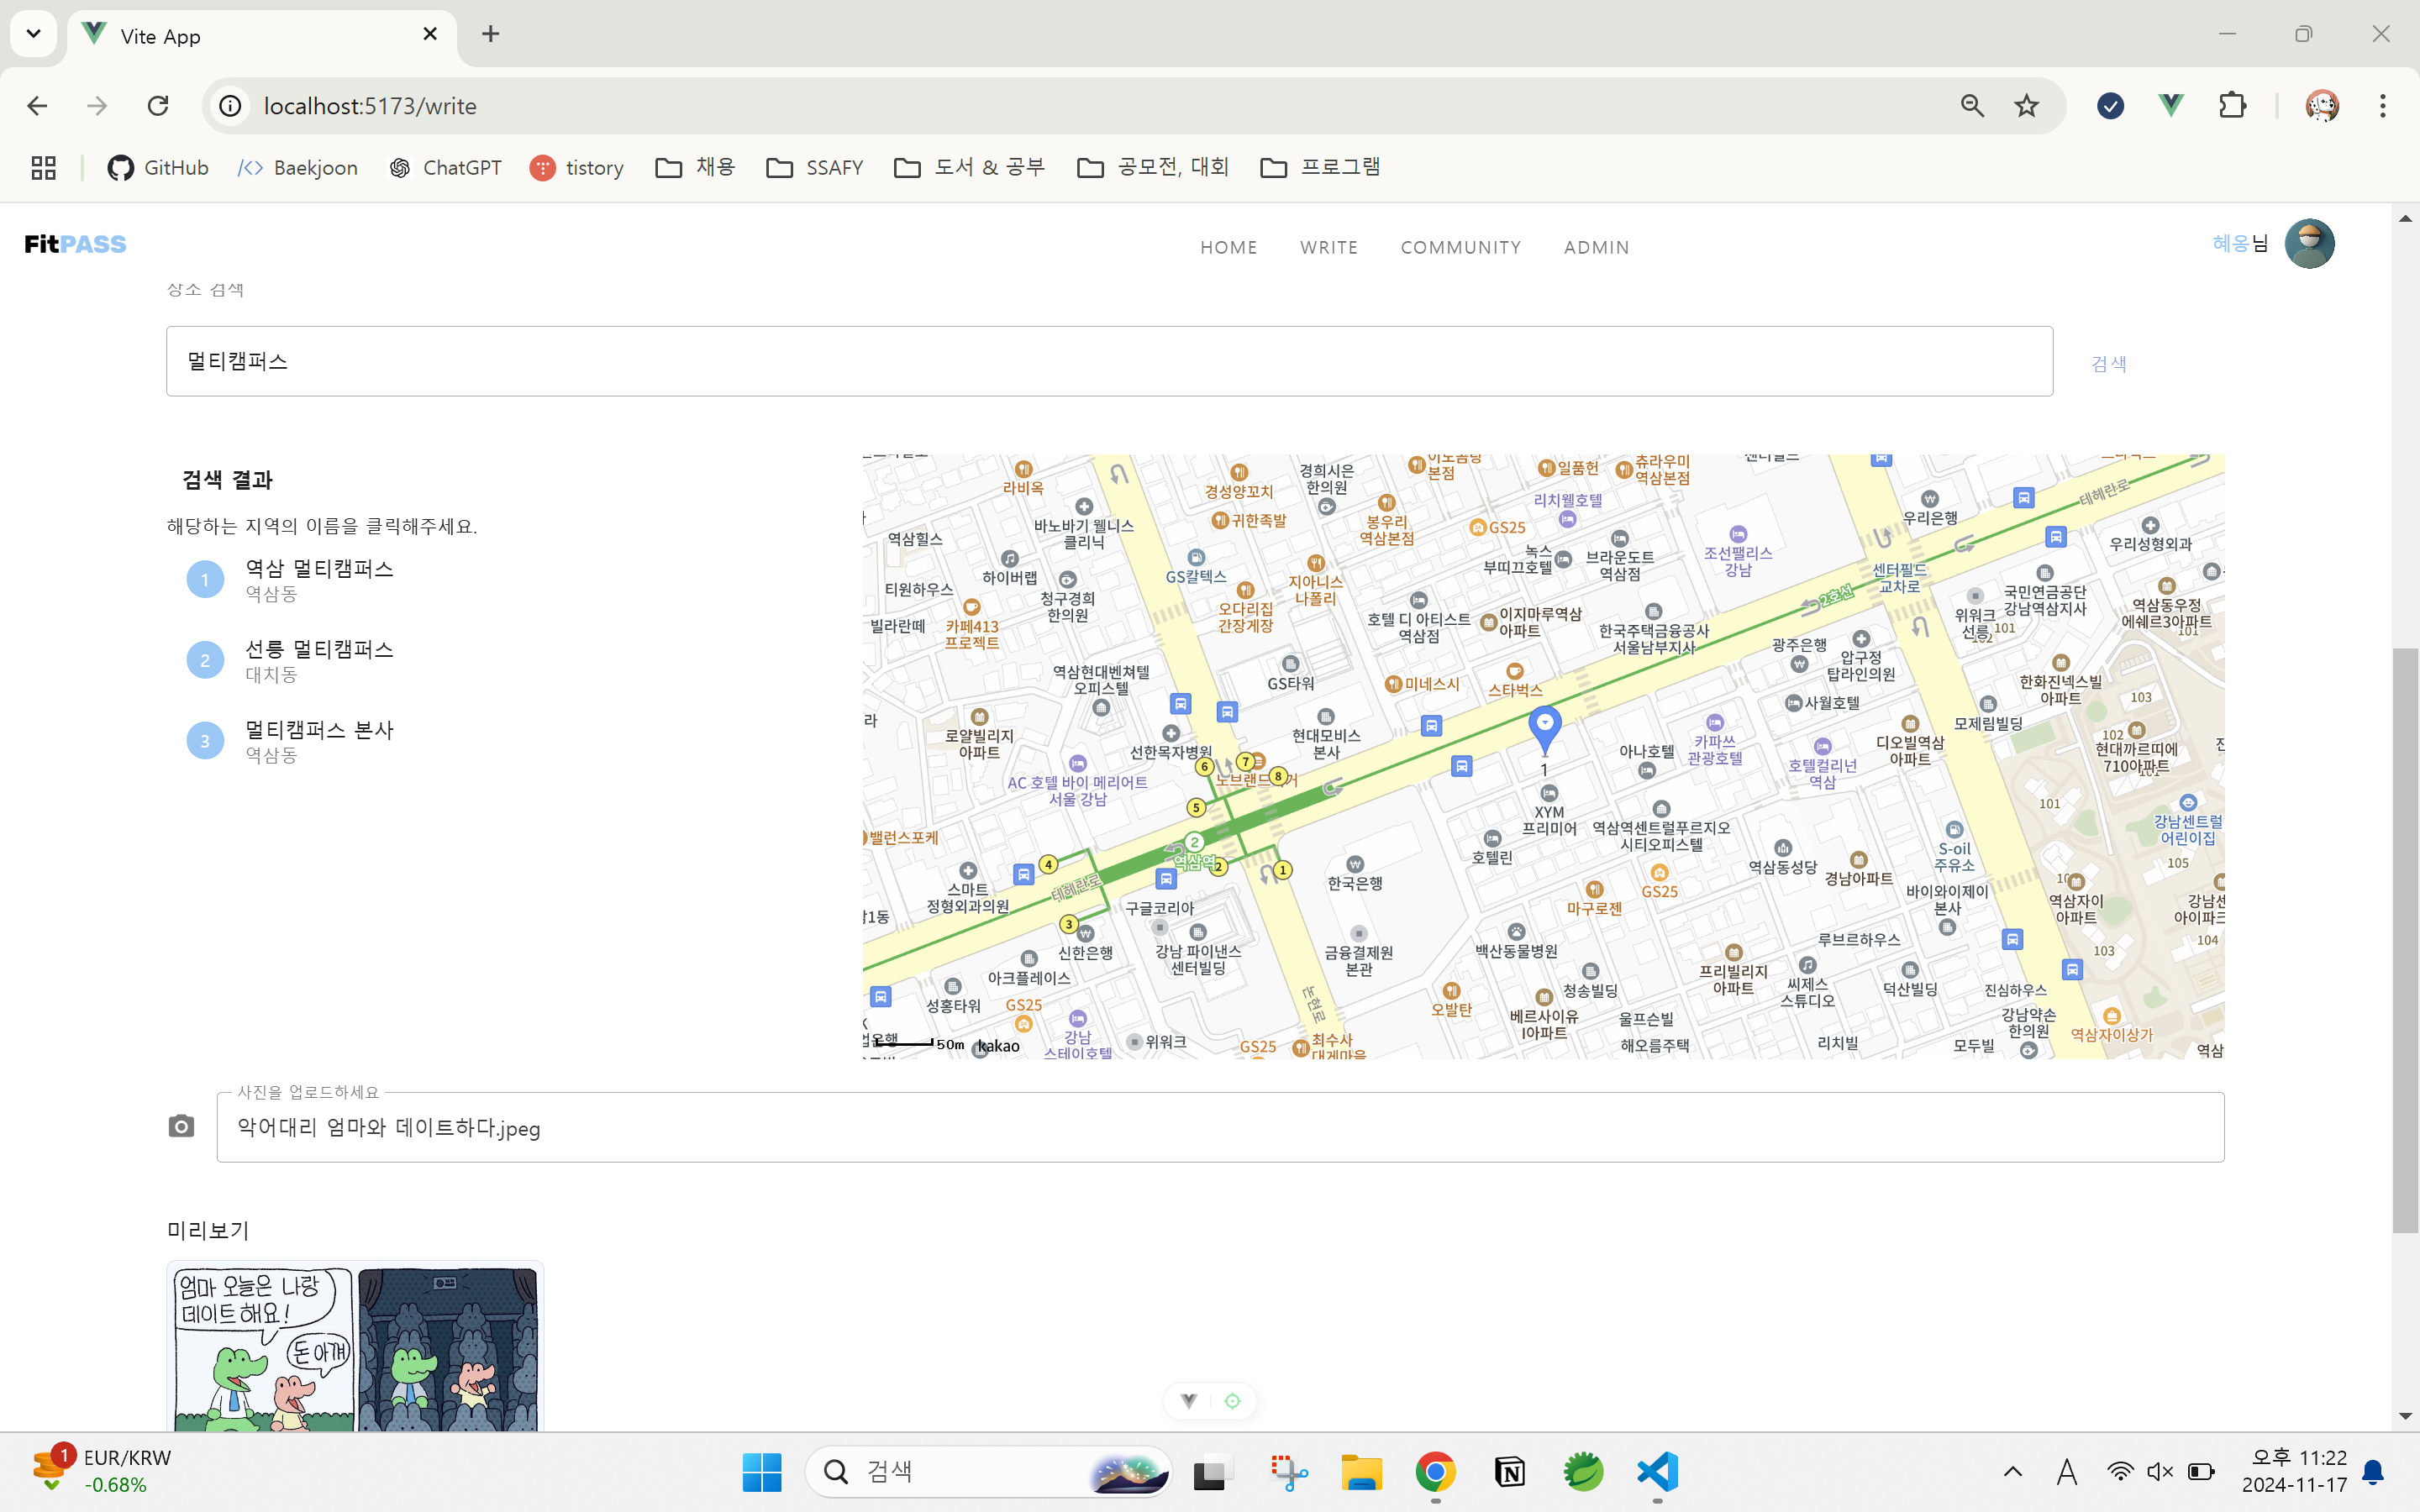 Vite App
localhost:5173/write
GitHub
Baekjoon
ChatGPT
tistory
채용
SSAFY
도서 & 공부
공모전, 대회
프로그램
FitPASS
HOME
WRITE
COMMUNITY
ADMIN
혜옹님
장소 검색
멀티캠퍼스
검색
검색 결과
해당하는 지역의 이름을 클릭해주세요.
1
역삼 멀티캠퍼스
역삼동
2
선릉 멀티캠퍼스
대치동
3
멀티캠퍼스 본사
역삼동
라비옥
경성양꼬치
경희시은
한의원
본점
일품헌
츄라우미
역삼본점
리치웰호텔
바노바기 웰니스
클리닉
귀한족발
봉우리
역삼본점
GS25
우리은행
테헤란로
역삼힐스
하이버랩
GS칼텍스
지아니스
나폴리
녹스
부띠끄호텔
브라운도트
역삼점
조선팰리스
강남
2호선
센터필드
교차로
우리성형외과
티원하우스
청구경희
한의원
오다리집
간장게장
호텔 디 아티스트
역삼점
이지마루역삼
아파트
한국주택금융공사
서울남부지사
위워크
선릉
국민연금공단
강남역삼지사
역삼동우정
에쉐르3아파트
101
빌라란떼
카페413
프로젝트
광주은행
압구정
탑라인의원
역삼현대벤쳐텔
오피스텔
GS타워
미네스시
스타벅스
사월호텔
한화진넥스빌
아파트
103
모제림빌딩
로얄빌리지
아파트
선한목자병원
현대모비스
본사
아나호텔
카파쓰
관광호텔
호텔컬리넌
역삼
디오빌역삼
아파트
102
현대까르띠에
710아파트
AC 호텔 바이 메리어트
서울 강남
6
7
8
5
1
XYM
프리미어
역삼역센트럴푸르지오
시티오피스텔
101
강남센트럴
어린이집
밸런스포케
4
2
역삼역
2
1
호텔린
한국은행
GS25
역삼동성당
경남아파트
S-oil
주유소
105
스마트
정형외과의원
테헤란로
3
구글코리아
마구로젠
바이와이제이
본사
역삼자이
아파트
신한은행
강남 파이낸스
센터빌딩
금융결제원
본관
백산동물병원
루브르하우스
103
104
아크플레이스
성홍타워
GS25
논현로
오발탄
청송빌딩
프리빌리지
아파트
씨제스
스튜디오
덕산빌딩
진심하우스
베르사이유
I아파트
울프슨빌
강남약손
한의원
역삼자이상가
강남
스테이호텔
위워크
GS25
최수사
해오름주택
리치빌
모두빌
50m
kakao
사진을 업로드하세요
악어대리 엄마와 데이트하다.jpeg
미리보기
엄마 오늘은 나랑
데이트 해요!
돈 아껴
1
EUR/KRW
-0.68%
검색
A
오후 11:22
2024-11-17